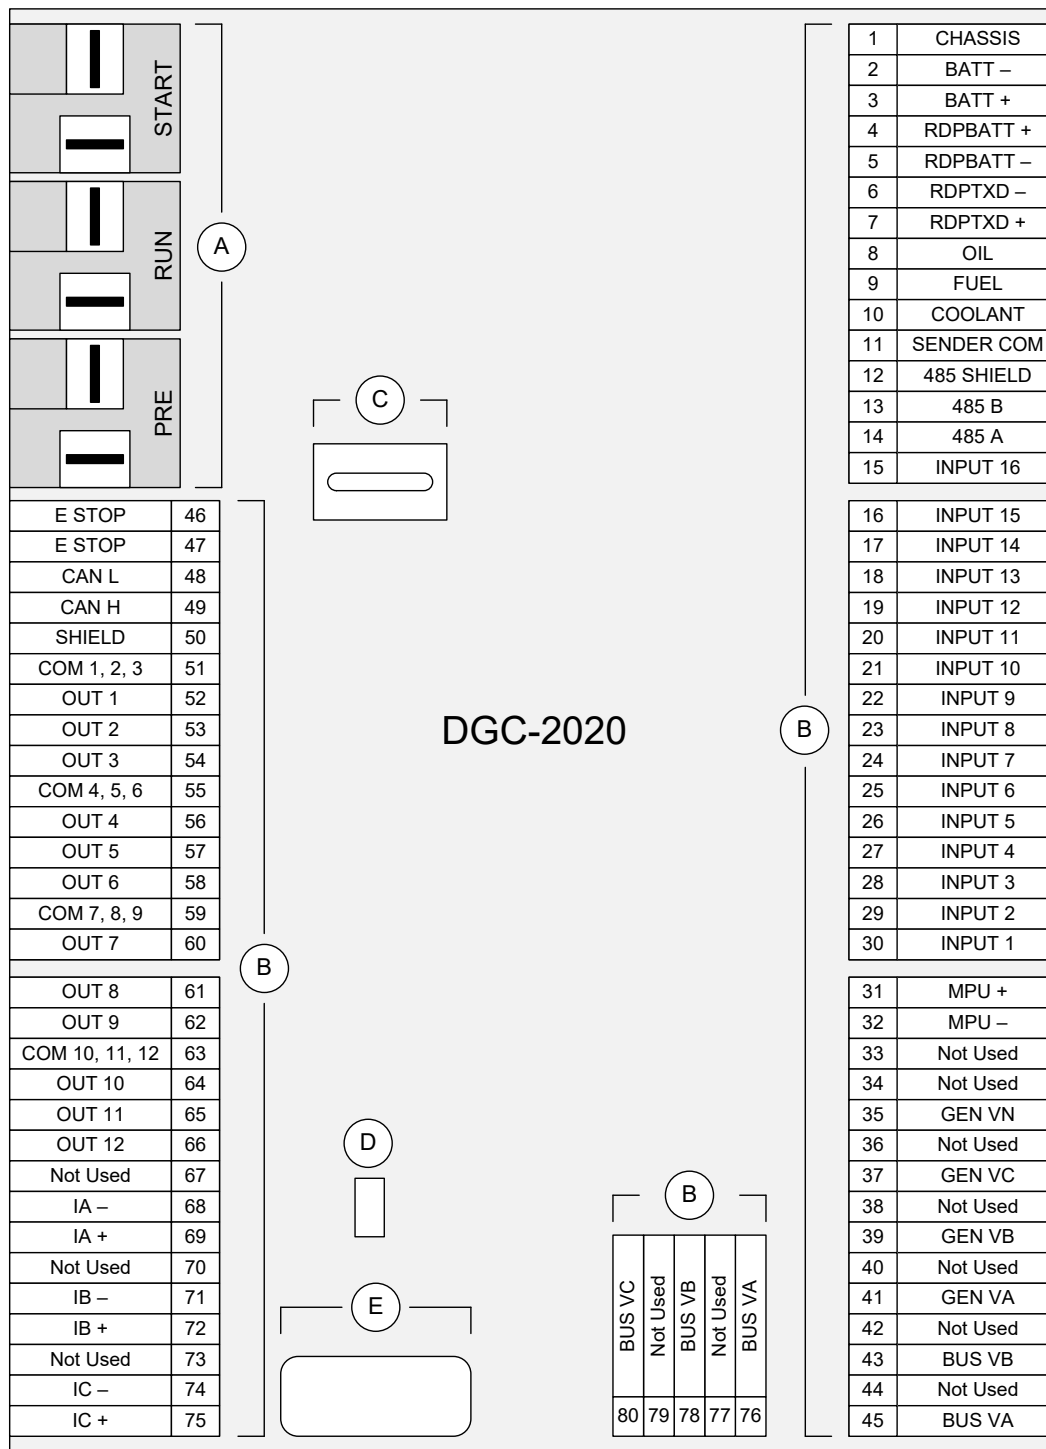 START
RUN
PRE
A
E STOP 46
E STOP 47
CAN L 48
CAN H 49
SHIELD 50
COM 1, 2, 3 51
OUT 1 52
OUT 2 53
OUT 3 54
COM 4, 5, 6 55
OUT 4 56
OUT 5 57
OUT 6 58
COM 7, 8, 9 59
OUT 7 60
OUT 8 61
OUT 9 62
COM 10, 11, 12 63
OUT 10 64
OUT 11 65
OUT 12 66
Not Used 67
IA – 68
IA + 69
Not Used 70
IB – 71
IB + 72
Not Used 73
IC – 74
IC + 75
B
C
DGC-2020
D
E
B
BUS VC 80
Not Used 79
BUS VB 78
Not Used 77
BUS VA 76
B
1 CHASSIS
2 BATT –
3 BATT +
4 RDPBATT +
5 RDPBATT –
6 RDPTXD –
7 RDPTXD +
8 OIL
9 FUEL
10 COOLANT
11 SENDER COM
12 485 SHIELD
13 485 B
14 485 A
15 INPUT 16
16 INPUT 15
17 INPUT 14
18 INPUT 13
19 INPUT 12
20 INPUT 11
21 INPUT 10
22 INPUT 9
23 INPUT 8
24 INPUT 7
25 INPUT 6
26 INPUT 5
27 INPUT 4
28 INPUT 3
29 INPUT 2
30 INPUT 1
31 MPU +
32 MPU –
33 Not Used
34 Not Used
35 GEN VN
36 Not Used
37 GEN VC
38 Not Used
39 GEN VB
40 Not Used
41 GEN VA
42 Not Used
43 BUS VB
44 Not Used
45 BUS VA